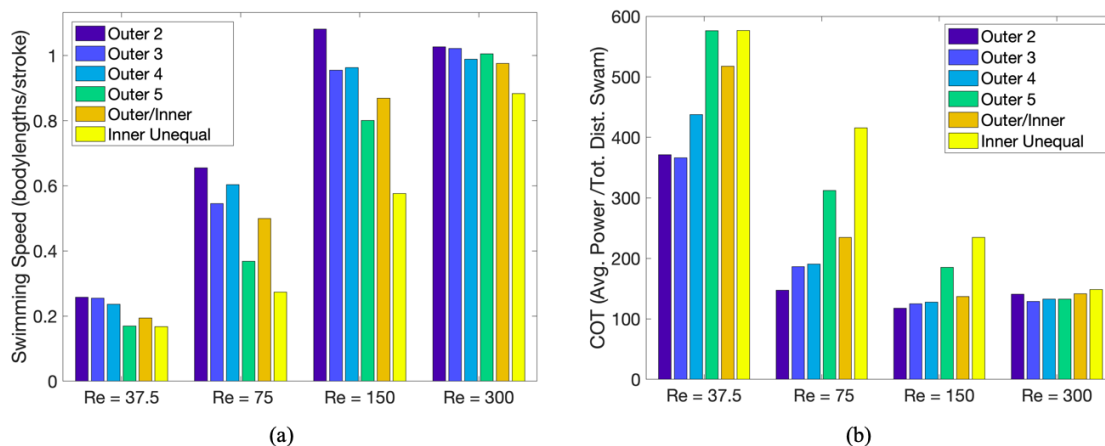 Swimming Speed (bodylengths/stroke)
1
0.8
0.6
0.4
0.2
0
Outer 2
Outer 3
Outer 4
Outer 5
Outer/Inner
Inner Unequal
Re = 37.5
Re = 75
Re = 150
Re = 300
(a)
COT (Avg. Power /Tot. Dist. Swam)
600
500
400
300
200
100
0
Outer 2
Outer 3
Outer 4
Outer 5
Outer/Inner
Inner Unequal
Re = 37.5
Re = 75
Re = 150
Re = 300
(b)